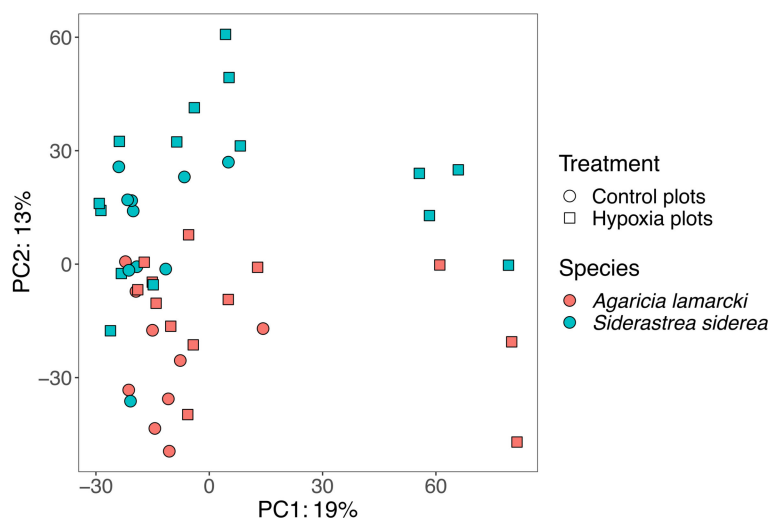 60
30
0
−30
−30
0
30
60
PC2: 13%
PC1: 19%
Treatment
Control plots
Hypoxia plots
Species
Agaricia lamarcki
Siderastrea siderea